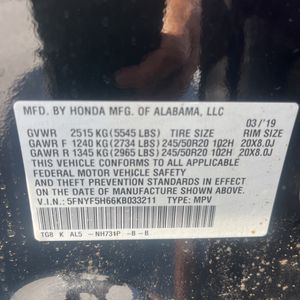 MFD. BY HONDA MFG. OF ALABAMA, LLC
03/'19
GVWR 2515 KG (5545 LBS) TIRE SIZE RIM SIZE
GAWR F 1240 KG (2734 LBS) 245/50R20 102H 20X8.0J
GAWR R 1345 KG (2965 LBS) 245/50R20 102H 20X8.0J
THIS VEHICLE CONFORMS TO ALL APPLICABLE
FEDERAL MOTOR VEHICLE SAFETY
AND THEFT PREVENTION STANDARDS IN EFFECT
ON THE DATE OF MANUFACTURE SHOWN ABOVE.
V.I.N.: 5FNYF5H66KB033211 TYPE: MPV
TG8 K AL5 -NH731P -B -B